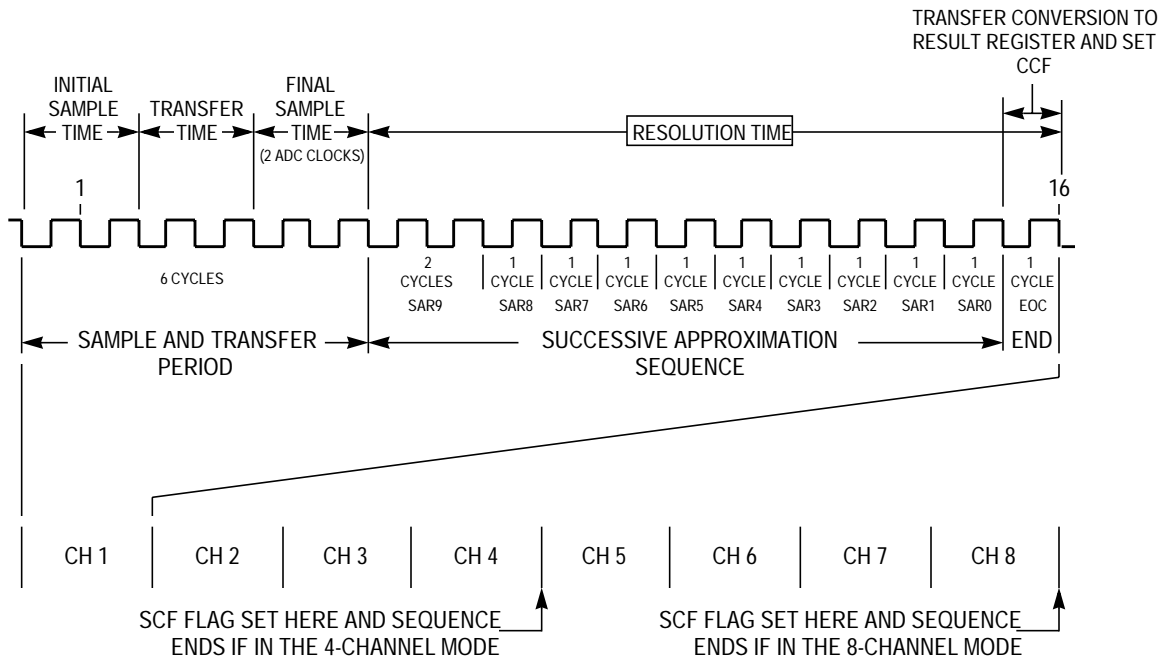 TRANSFER CONVERSION TO
RESULT REGISTER AND SET
CCF
INITIAL
SAMPLE
TIME
TRANSFER
TIME
FINAL
SAMPLE
TIME
(2 ADC CLOCKS)
RESOLUTION TIME
1
16
6 CYCLES
2
CYCLES
SAR9
1
CYCLE
SAR8
1
CYCLE
SAR7
1
CYCLE
SAR6
1
CYCLE
SAR5
1
CYCLE
SAR4
1
CYCLE
SAR3
1
CYCLE
SAR2
1
CYCLE
SAR1
1
CYCLE
SAR0
1
CYCLE
EOC
SAMPLE AND TRANSFER
PERIOD
SUCCESSIVE APPROXIMATION
SEQUENCE
END
CH 1
CH 2
CH 3
CH 4
CH 5
CH 6
CH 7
CH 8
SCF FLAG SET HERE AND SEQUENCE
ENDS IF IN THE 4-CHANNEL MODE
SCF FLAG SET HERE AND SEQUENCE
ENDS IF IN THE 8-CHANNEL MODE